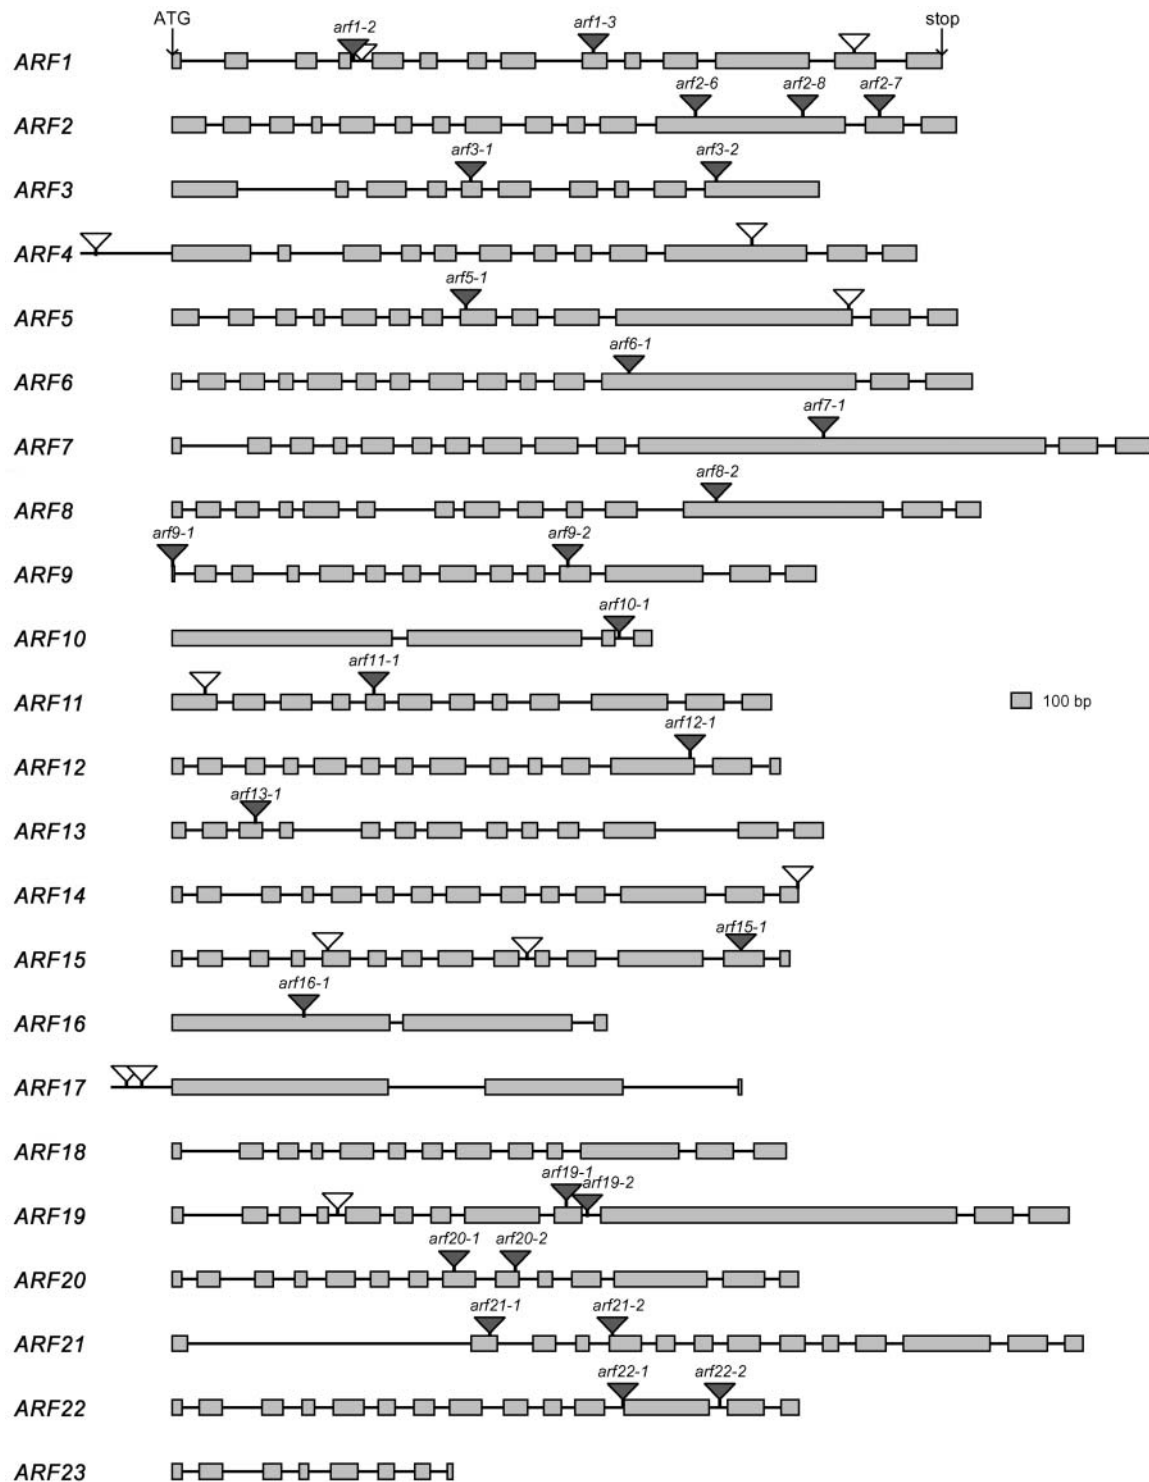 ATG stop
arf1-2 arf1-3
ARF1
arf2-6 arf2-8 arf2-7
ARF2
arf3-1 arf3-2
ARF3
ARF4
arf5-1
ARF5
arf6-1
ARF6
arf7-1
ARF7
arf8-2
ARF8
arf9-1 arf9-2
ARF9
arf10-1
ARF10
arf11-1
ARF11 100 bp
arf12-1
ARF12
arf13-1
ARF13
ARF14
arf15-1
ARF15
arf16-1
ARF16
ARF17
ARF18
arf19-1 arf19-2
ARF19
arf20-1 arf20-2
ARF20
arf21-1 arf21-2
ARF21
arf22-1 arf22-2
ARF22
ARF23